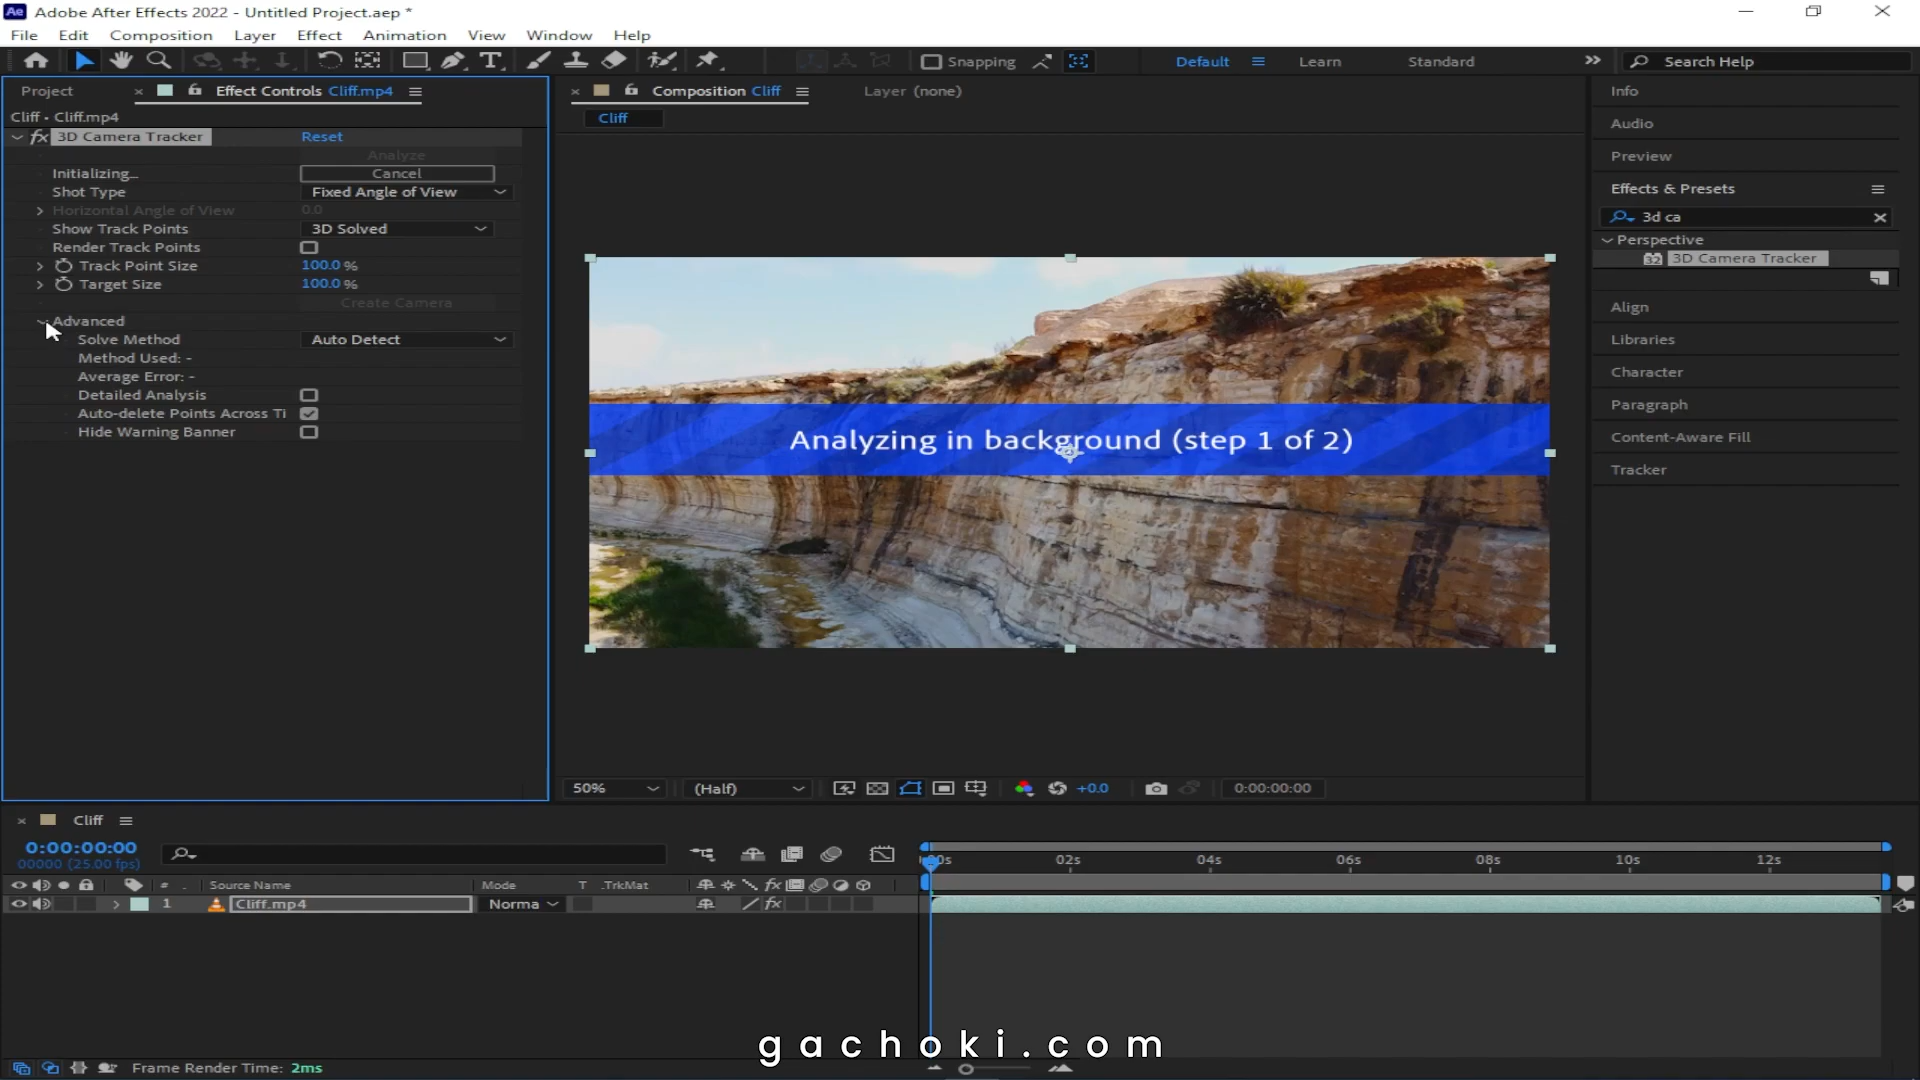 Ae Adobe After Effects 2022 - Untitled Project.aep *
File Edit Composition Layer Effect Animation View Window Help
Snapping Default Learn Standard Search Help
Project Effect Controls Cliff.mp4
Cliff • Cliff.mp4
fx 3D Camera Tracker Reset
Analyze
Initializing... Cancel
Shot Type Fixed Angle of View
Horizontal Angle of View 0.0
Show Track Points 3D Solved
Render Track Points
Track Point Size 100.0 %
Target Size 100.0 %
Create Camera
Advanced
Solve Method Auto Detect
Method Used: -
Average Error: -
Detailed Analysis
Auto-delete Points Across Ti
Hide Warning Banner
Composition Cliff Layer (none)
Cliff
Analyzing in background (step 1 of 2)
50% (Half) +0.0 0:00:00:00
Info
Audio
Preview
Effects & Presets
3d ca
Perspective
32 3D Camera Tracker
Align
Libraries
Character
Paragraph
Content-Aware Fill
Tracker
Cliff
0:00:00:00
00000 (25.00 fps)
# Source Name Mode T .TrkMat fx
1 Cliff.mp4 Norma fx
00s 02s 04s 06s 08s 10s 12s
gachoki.com
Frame Render Time: 2ms